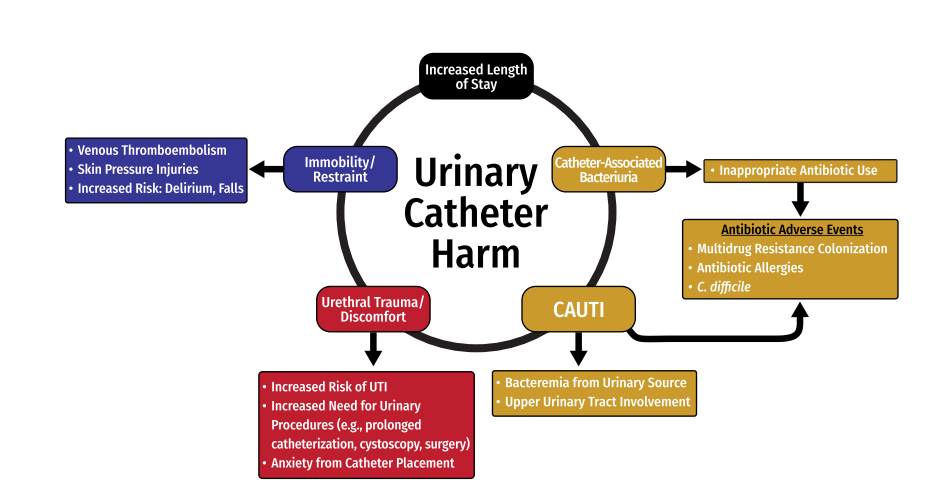 Increased Length
of Stay
Urinary
Catheter
Harm
Catheter-Associated
Bacteriuria
• Inappropriate Antibiotic Use
Antibiotic Adverse Events
• Multidrug Resistance Colonization
• Antibiotic Allergies
• C. difficile
CAUTI
• Bacteremia from Urinary Source
• Upper Urinary Tract Involvement
Urethral Trauma/
Discomfort
• Increased Risk of UTI
• Increased Need for Urinary
Procedures (e.g., prolonged
catheterization, cystoscopy, surgery)
• Anxiety from Catheter Placement
Immobility/
Restraint
• Venous Thromboembolism
• Skin Pressure Injuries
• Increased Risk: Delirium, Falls